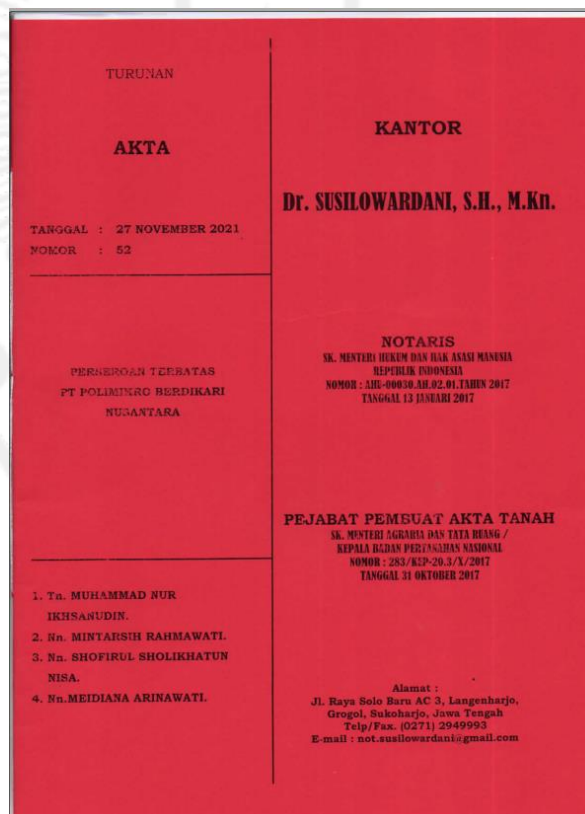 TURUNAN
AKTA
TANGGAL : 27 NOVEMBER 2021
NOMOR : 52
PERSEROAN TERBATAS
PT POLIMIKRO BERDIKARI
NUSANTARA
1. Tn. MUHAMMAD NUR
IKHSANUDIN.
2. Nn. MINTARSIH RAHMAWATI.
3. Nn. SHOFIRUL SHOLIKHATUN
NISA.
4. Nn.MEIDIANA ARINAWATI.
KANTOR
Dr. SUSILOWARDANI, S.H., M.Kn.
NOTARIS
SK. MENTERI HUKUM DAN HAK ASASI MANUSIA
REPUBLIK INDONESIA
NOMOR : AHU-00030.AH.02.01.TAHUN 2017
TANGGAL 13 JANUARI 2017
PEJABAT PEMBUAT AKTA TANAH
SK. MENTERI AGRARIA DAN TATA RUANG /
KEPALA BADAN PERTANAHAN NASIONAL
NOMOR : 283/KEP-20.3/X/2017
TANGGAL 31 OKTOBER 2017
Alamat :
Jl. Raya Solo Baru AC 3, Langenharjo,
Grogol, Sukoharjo, Jawa Tengah
Telp/Fax. (0271) 2949993
E-mail : not.susilowardani@gmail.com